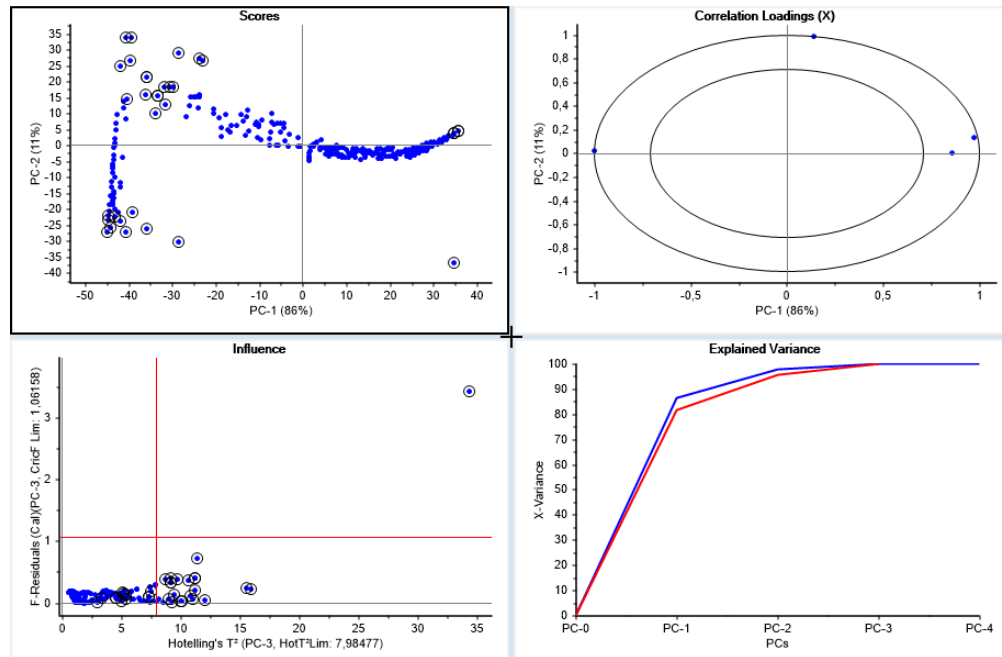 Scores
35
30
25
20
15
10
5
0
-5
-10
-15
-20
-25
-30
-35
-40
PC-2 (11%)
-50 -40 -30 -20 -10 0 10 20 30 40
PC-1 (86%)
Correlation Loadings (X)
1
0,8
0,6
0,4
0,2
0
-0,2
-0,4
-0,6
-0,8
-1
PC-2 (11%)
-1 -0,5 0 0,5 1
PC-1 (86%)
Influence
3
2
1
0
F-Residuals (Cal)(PC-3, CricF Lim: 1,06158)
0 5 10 15 20 25 30 35
Hotelling's T² (PC-3, HotT²Lim: 7,98477)
Explained Variance
100
90
80
70
60
50
40
30
20
10
0
X-Variance
PC-0 PC-1 PC-2 PC-3 PC-4
PCs